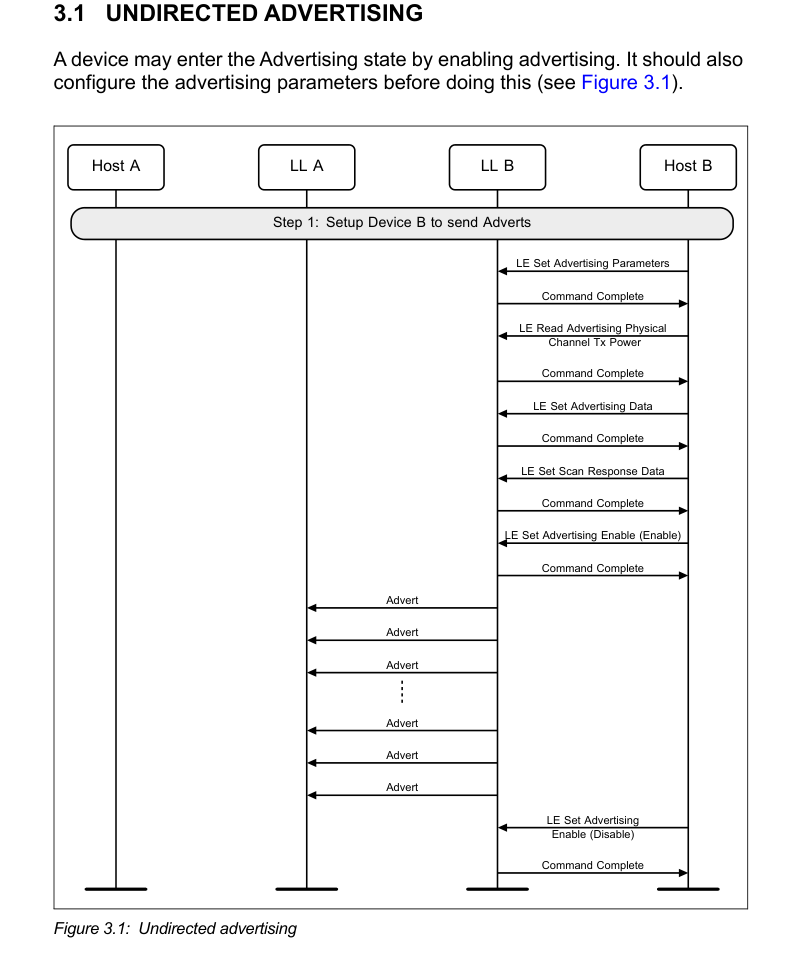 3.1 UNDIRECTED ADVERTISING
A device may enter the Advertising state by enabling advertising. It should also
configure the advertising parameters before doing this (see Figure 3.1).
Host A
LL A
LL B
Host B
Step 1: Setup Device B to send Adverts
LE Set Advertising Parameters
Command Complete
LE Read Advertising Physical
Channel Tx Power
Command Complete
LE Set Advertising Data
Command Complete
LE Set Scan Response Data
Command Complete
LE Set Advertising Enable (Enable)
Command Complete
Advert
Advert
Advert
Advert
Advert
Advert
LE Set Advertising
Enable (Disable)
Command Complete
Figure 3.1: Undirected advertising